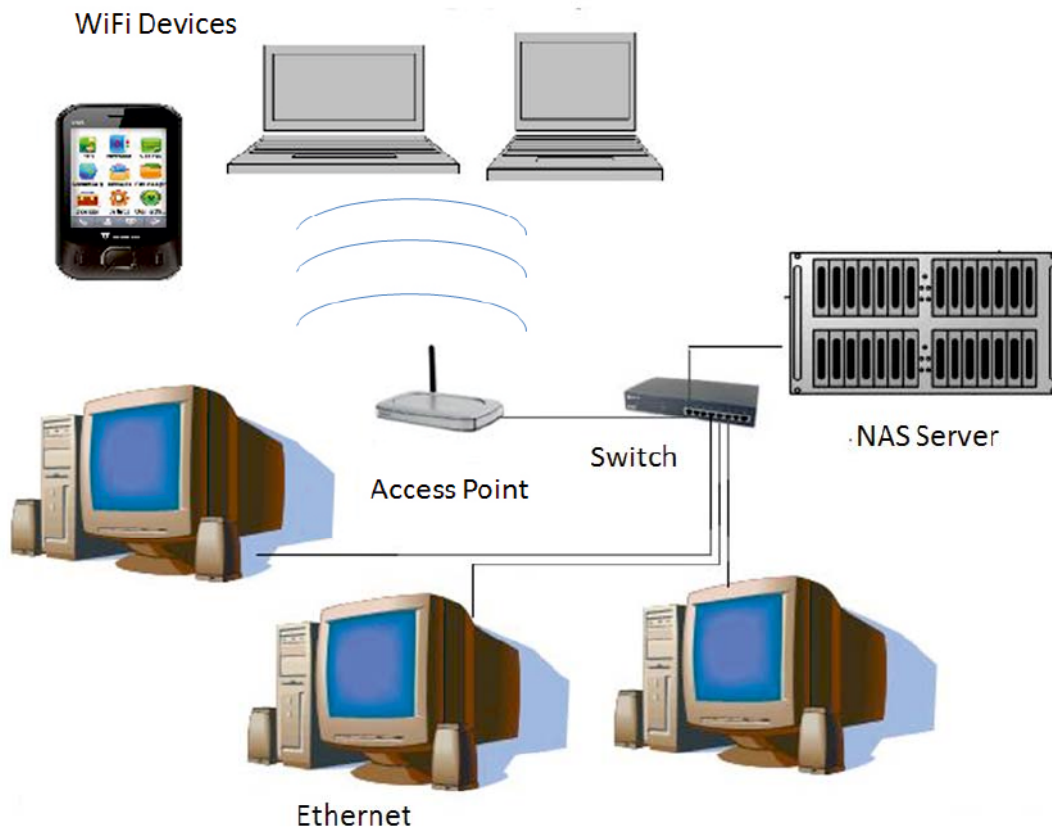 WiFi Devices
Switch
NAS Server
Access Point
Ethernet